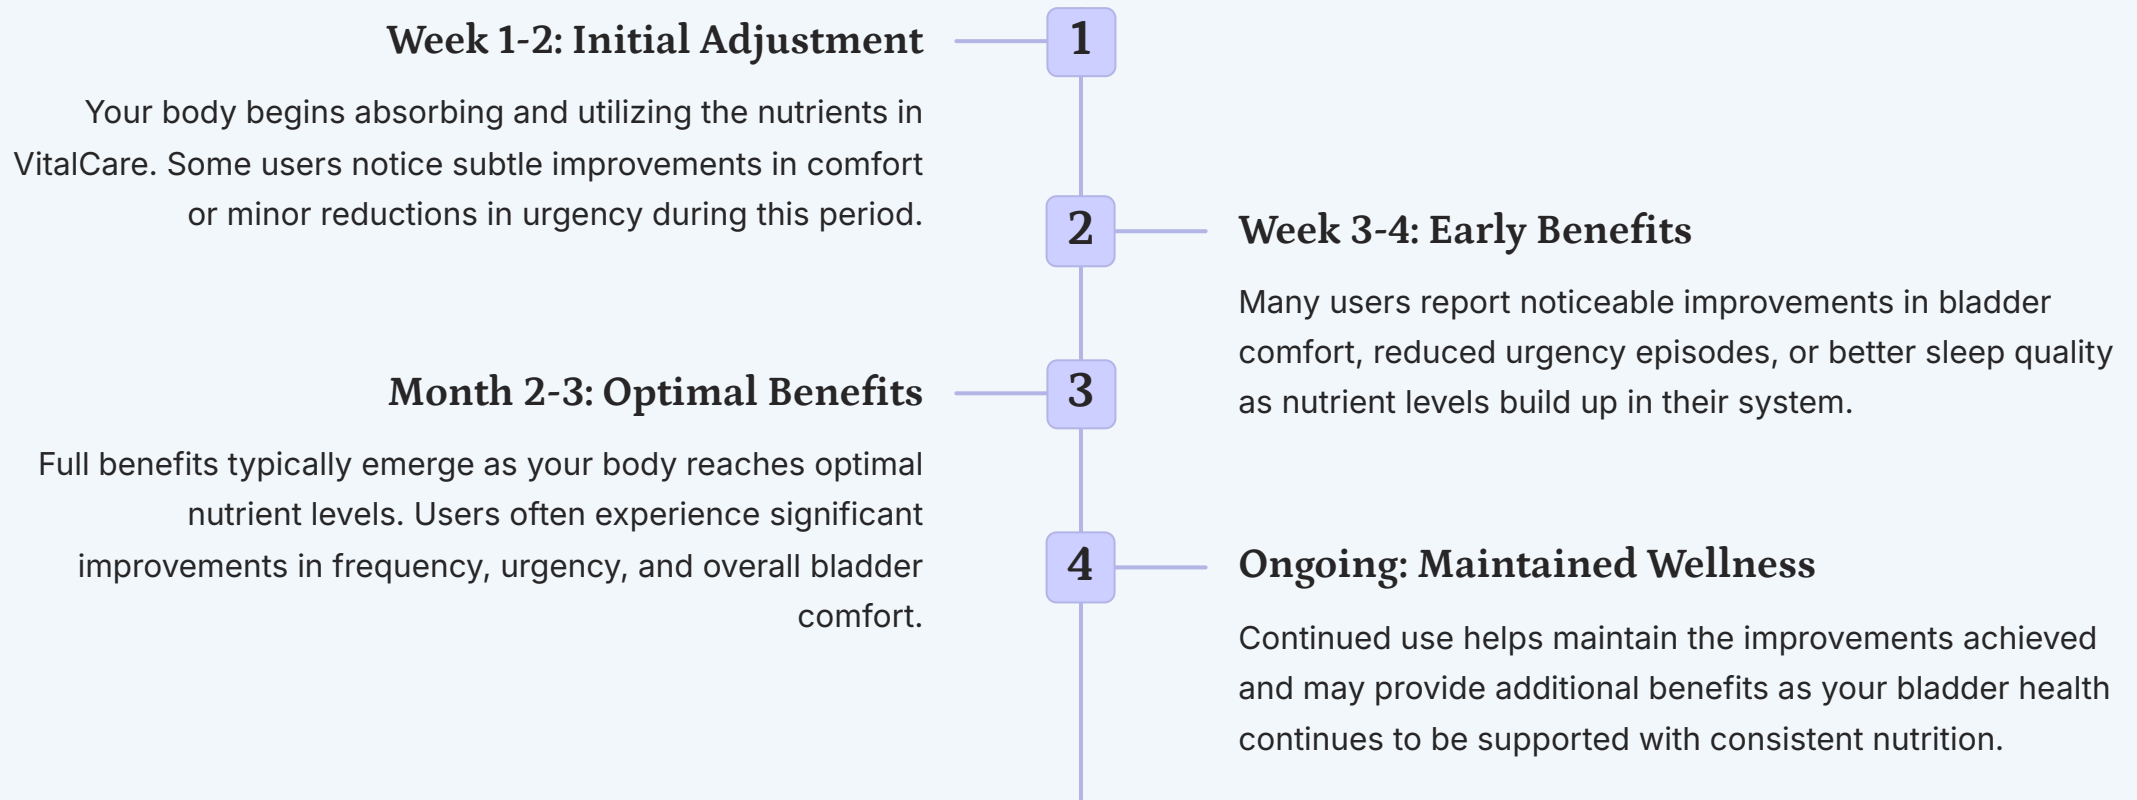 1
Week 1-2: Initial Adjustment
Your body begins absorbing and utilizing the nutrients in
VitalCare. Some users notice subtle improvements in comfort
or minor reductions in urgency during this period.
2
Week 3-4: Early Benefits
Many users report noticeable improvements in bladder
comfort, reduced urgency episodes, or better sleep quality
as nutrient levels build up in their system.
3
Month 2-3: Optimal Benefits
Full benefits typically emerge as your body reaches optimal
nutrient levels. Users often experience significant
improvements in frequency, urgency, and overall bladder
comfort.
4
Ongoing: Maintained Wellness
Continued use helps maintain the improvements achieved
and may provide additional benefits as your bladder health
continues to be supported with consistent nutrition.